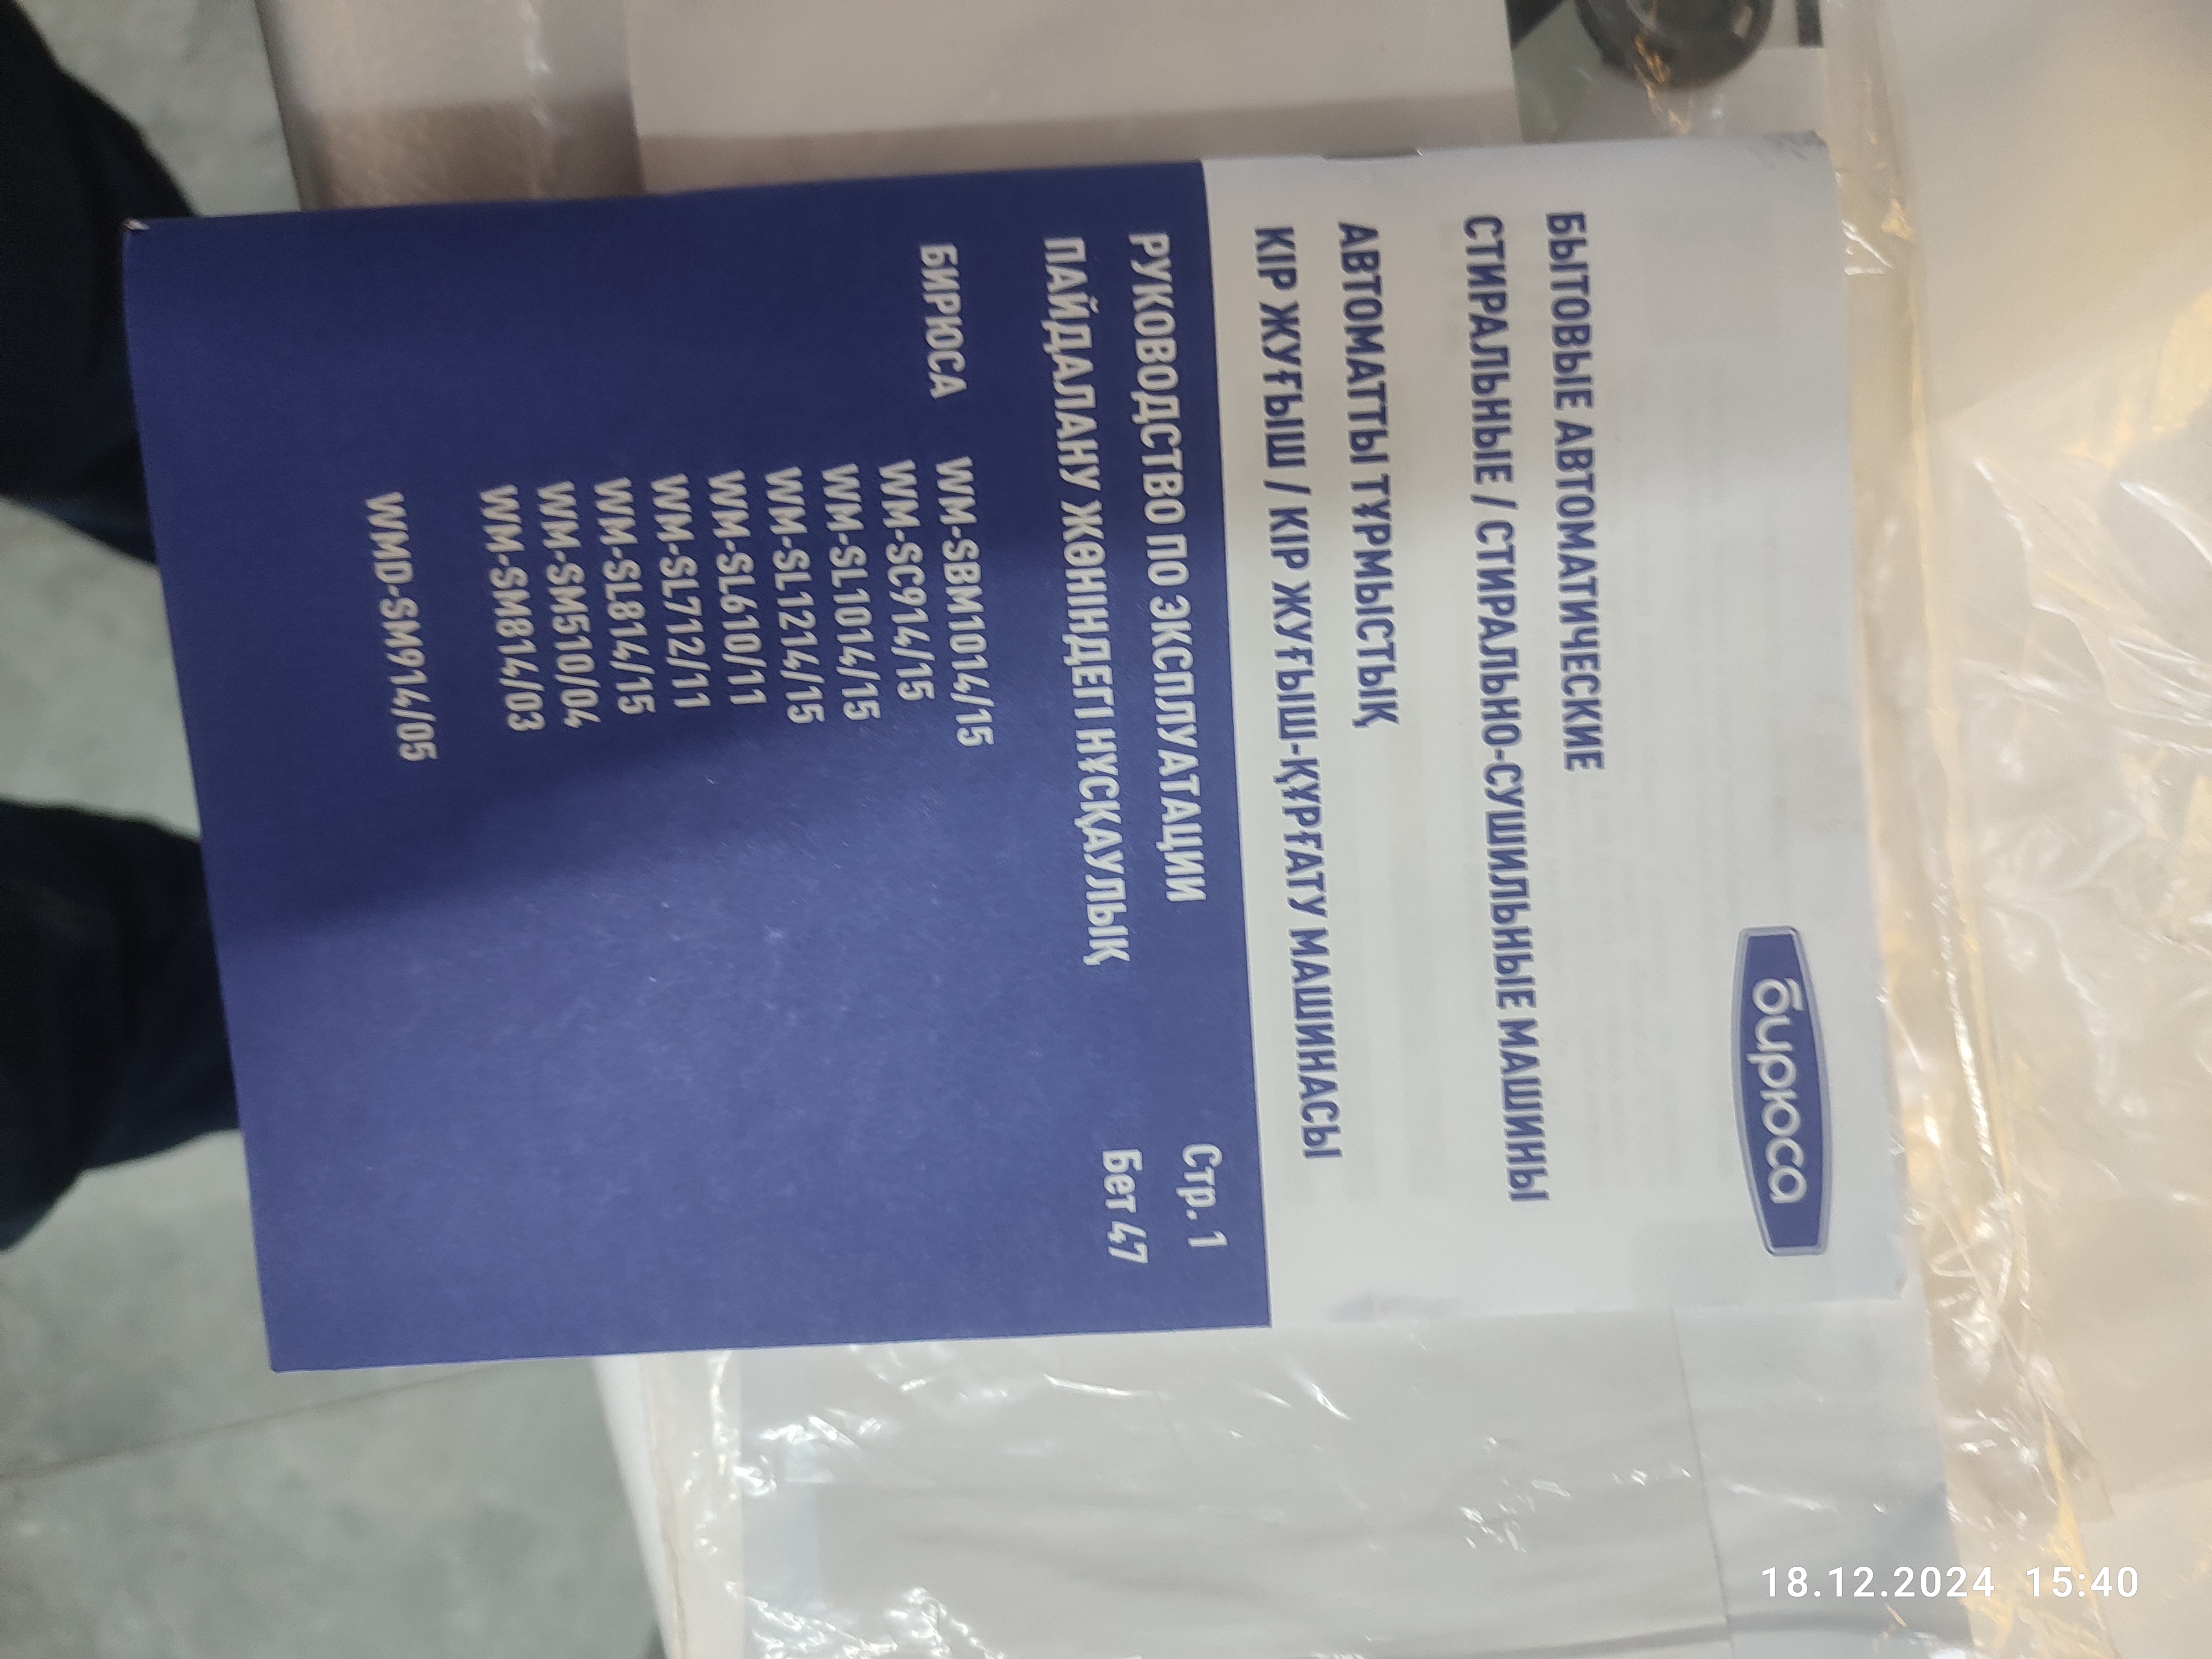 бирюса
БЫТОВЫЕ АВТОМАТИЧЕСКИЕ
СТИРАЛЬНЫЕ / СТИРАЛЬНО-СУШИЛЬНЫЕ МАШИНЫ
АВТОМАТТЫ ТҰРМЫСТЫҚ
КІР ЖУҒЫШ / КІР ЖУҒЫШ-ҚҰРҒАТУ МАШИНАСЫ
РУКОВОДСТВО ПО ЭКСПЛУАТАЦИИ Стр. 1
ПАЙДАЛАНУ ЖӨНІНДЕГІ НҰСҚАУЛЫҚ Бет 47
БИРЮСА WM-SBM1014/15
WM-SC914/15
WM-SL1014/15
WM-SL1214/15
WM-SL610/11
WM-SL712/11
WM-SL814/15
WM-SM510/04
WM-SM814/03
WMD-SM914/05
18.12.2024 15:40